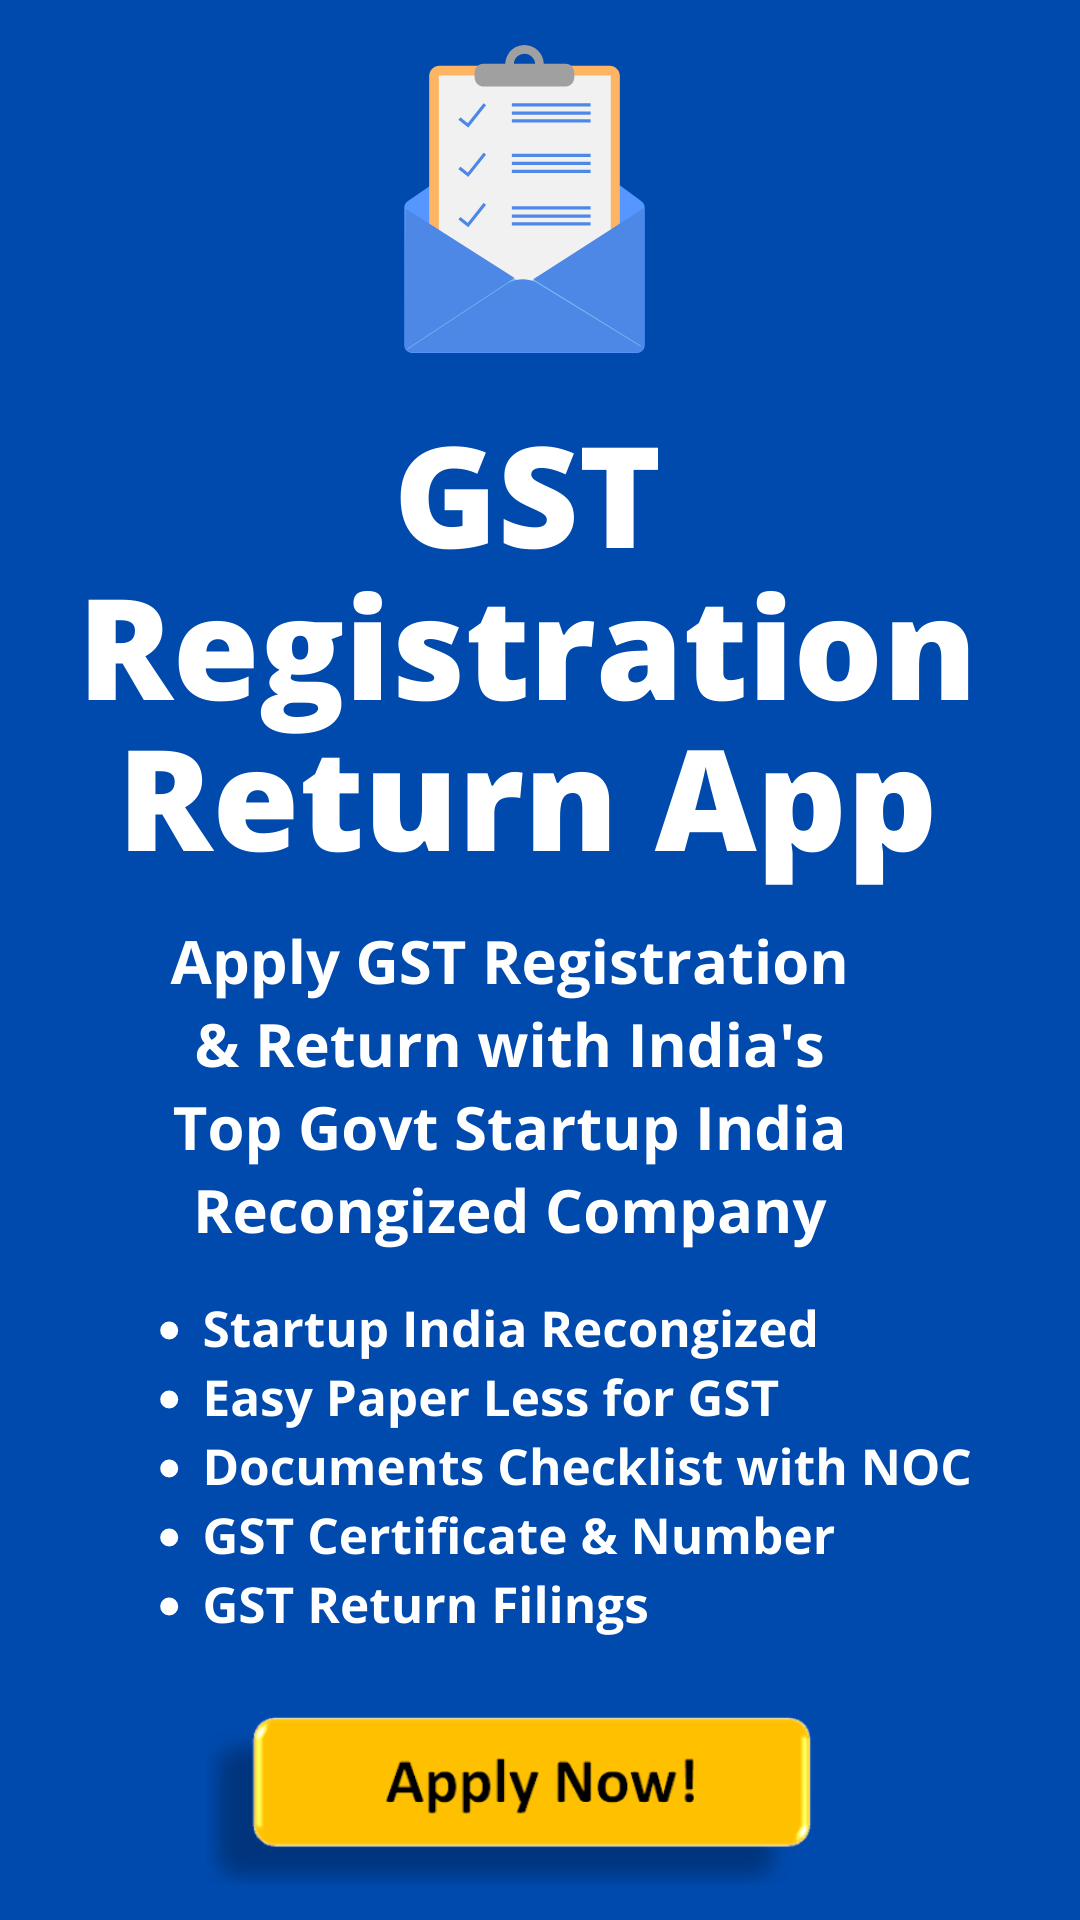 GST
Registration
Return App
Apply GST Registration
& Return with India's
Top Govt Startup India
Recongized Company
• Startup India Recongized
• Easy Paper Less for GST
• Documents Checklist with NOC
• GST Certificate & Number
• GST Return Filings
Apply Now!